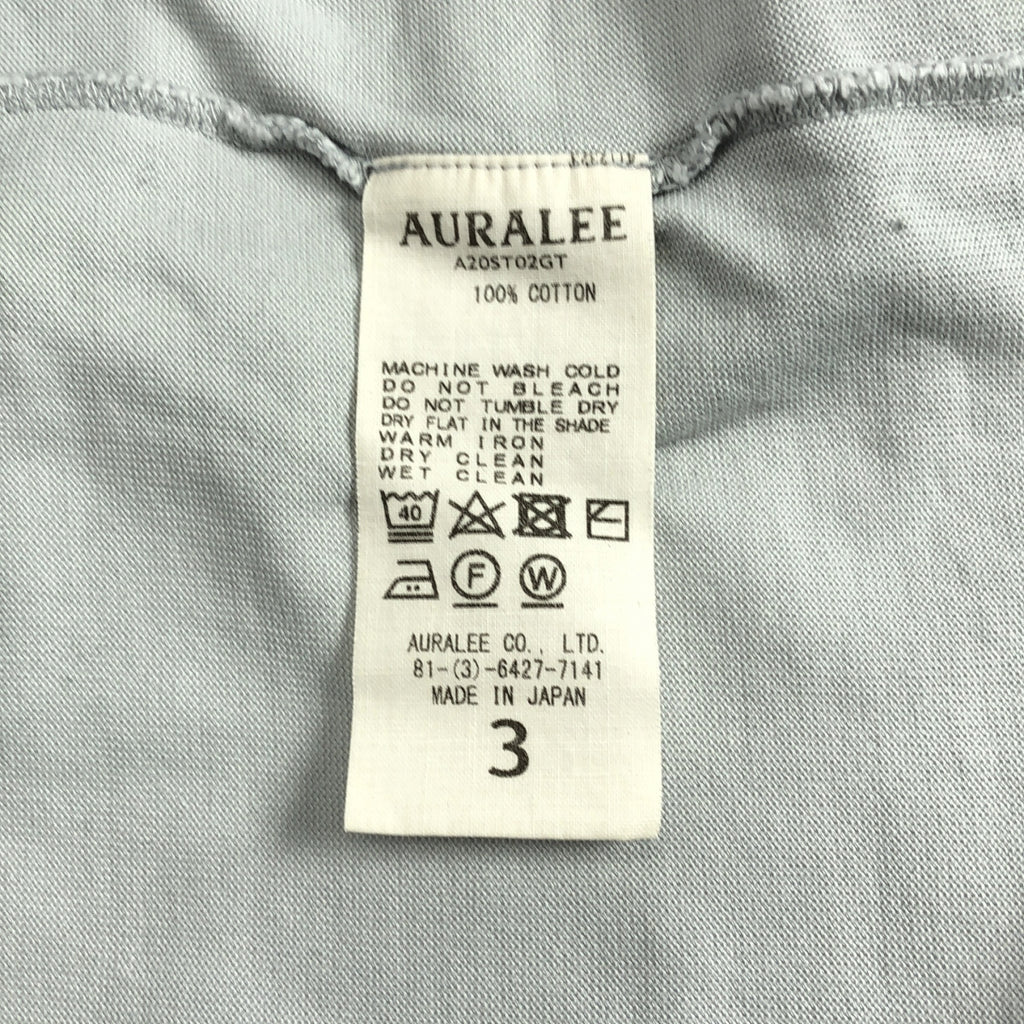 AURALEE
A20ST02GT
100% COTTON
MACHINE WASH COLD
DO NOT BLEACH
DO NOT TUMBLE DRY
DRY FLAT IN THE SHADE
WARM IRON
DRY CLEAN
WET CLEAN
40
F W
AURALEE CO., LTD.
81-(3)-6427-7141
MADE IN JAPAN
3